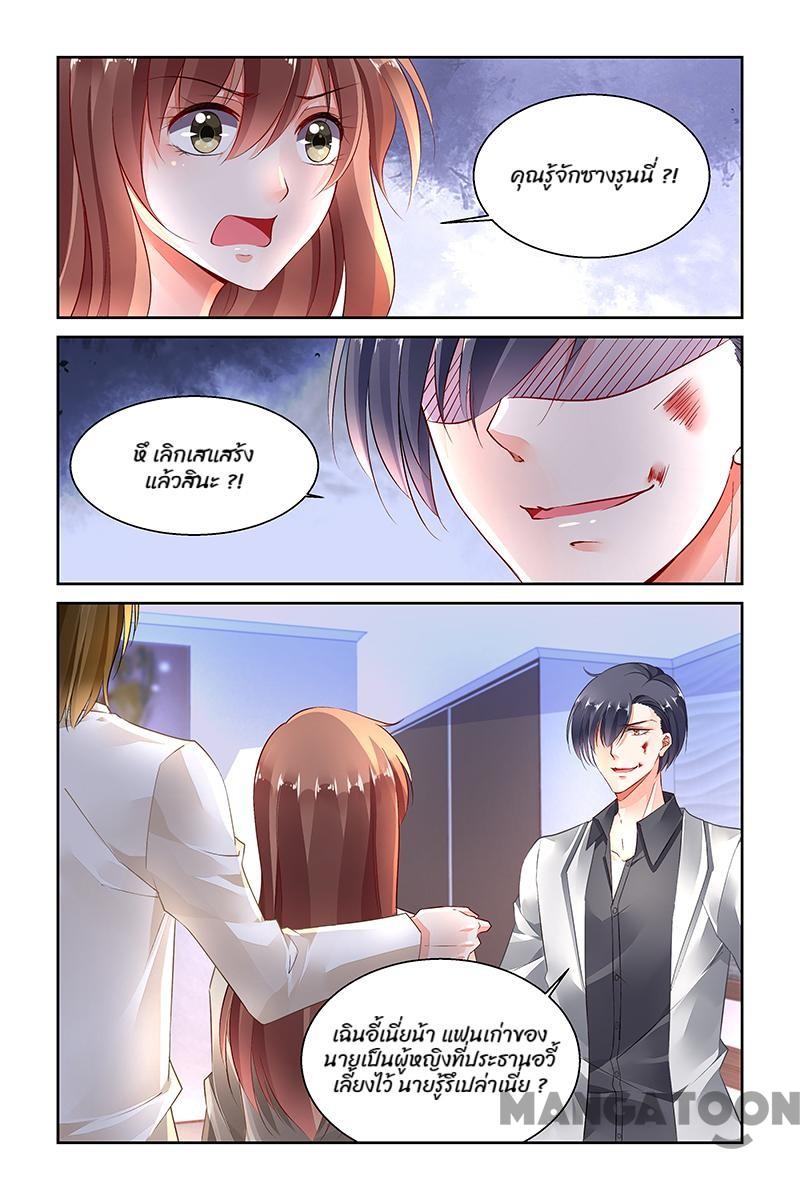 คุณรู้จักซางรูนนี่ ?!
หึ เลิกเสแสร้ง
แล้วสินะ ?!
เฉินอี้เนี่ยน้า แฟนเก่าของ
นายเป็นผู้หญิงที่ประธานอวี้
เลี้ยงไว้ นายรู้รึเปล่าเนี่ย ?
MANGATOON